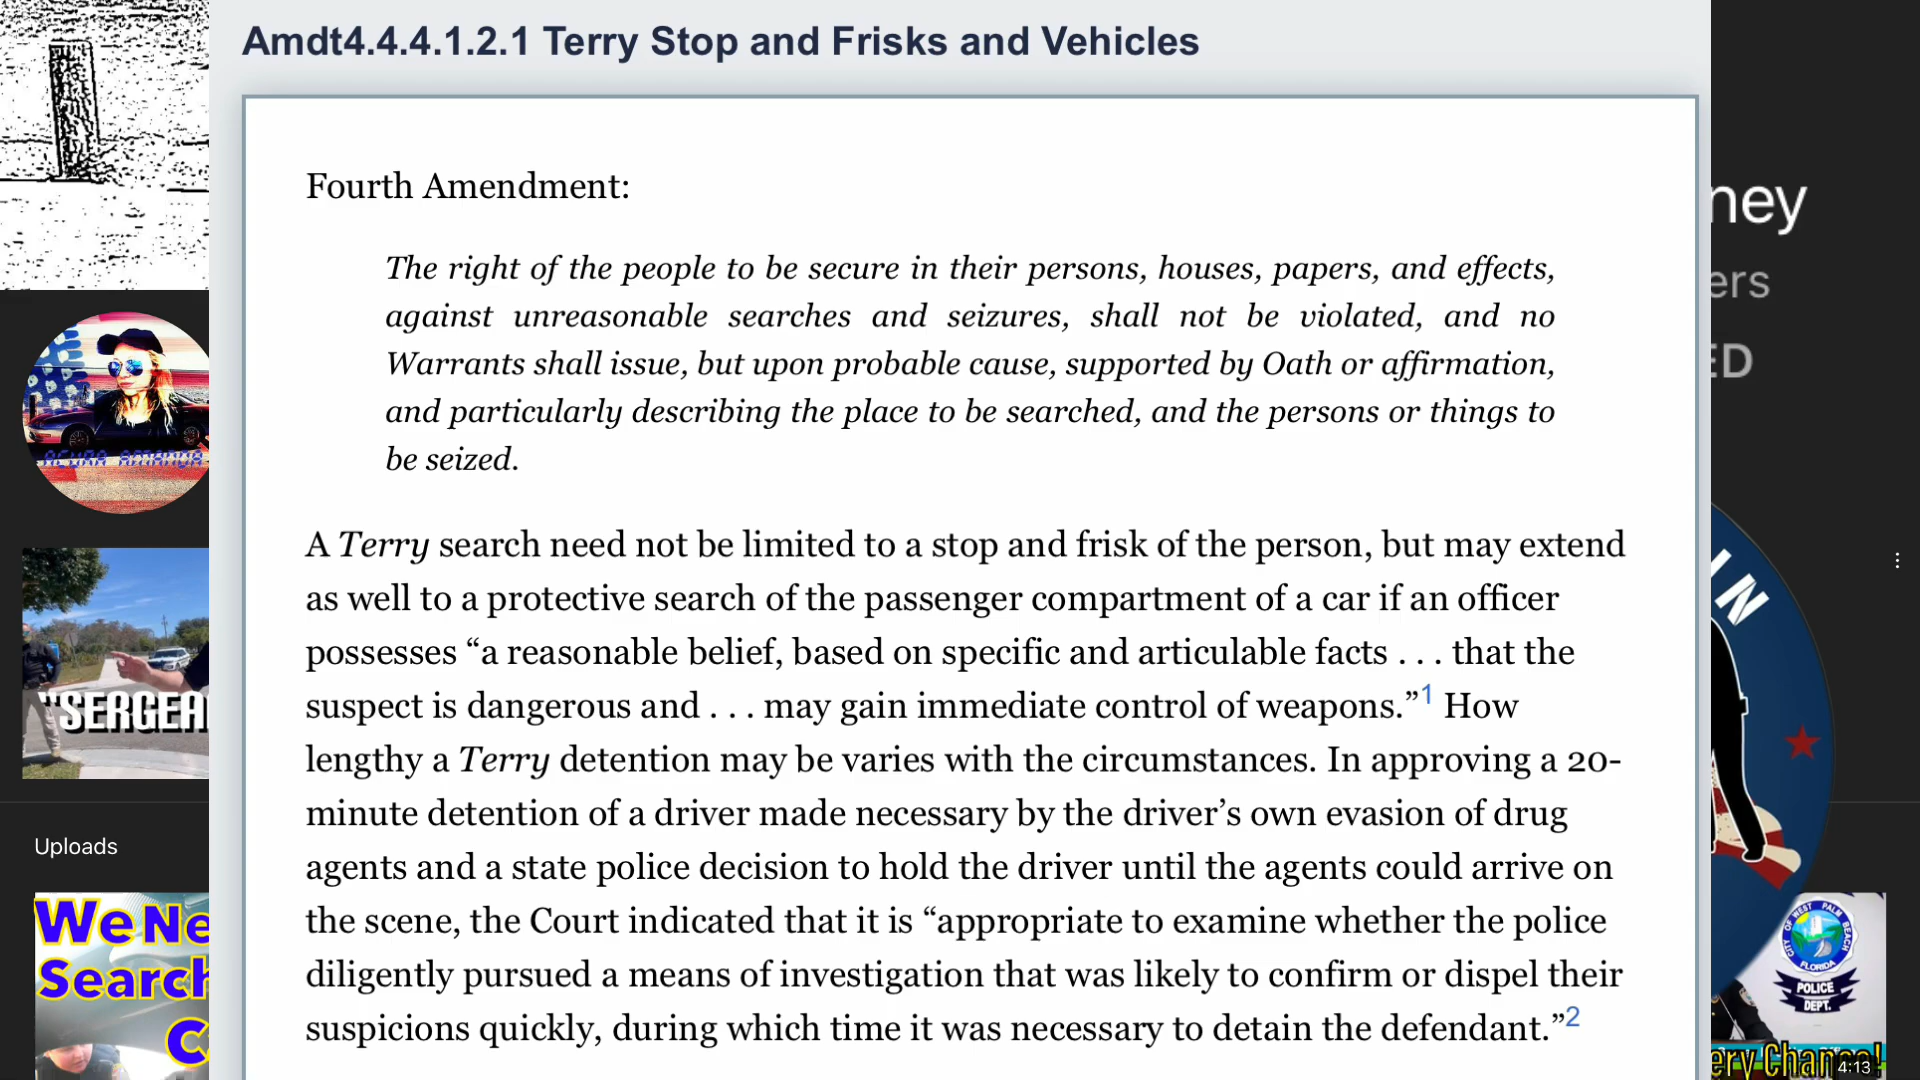 Amdt4.4.4.1.2.1 Terry Stop and Frisks and Vehicles
Fourth Amendment:
The right of the people to be secure in their persons, houses, papers, and effects,
against unreasonable searches and seizures, shall not be violated, and no
Warrants shall issue, but upon probable cause, supported by Oath or affirmation,
and particularly describing the place to be searched, and the persons or things to
be seized.
A Terry search need not be limited to a stop and frisk of the person, but may extend
as well to a protective search of the passenger compartment of a car if an officer
possesses “a reasonable belief, based on specific and articulable facts . . . that the
suspect is dangerous and . . . may gain immediate control of weapons.”1 How
lengthy a Terry detention may be varies with the circumstances. In approving a 20-
minute detention of a driver made necessary by the driver’s own evasion of drug
agents and a state police decision to hold the driver until the agents could arrive on
the scene, the Court indicated that it is “appropriate to examine whether the police
diligently pursued a means of investigation that was likely to confirm or dispel their
suspicions quickly, during which time it was necessary to detain the defendant.”2
ney
ers
ED
IN
ACURA
"SERGEA
Uploads
We Ne
Search
C
CITY OF WEST PALM BEACH
FLORIDA
POLICE
DEPT.
ery Chance!
4:13